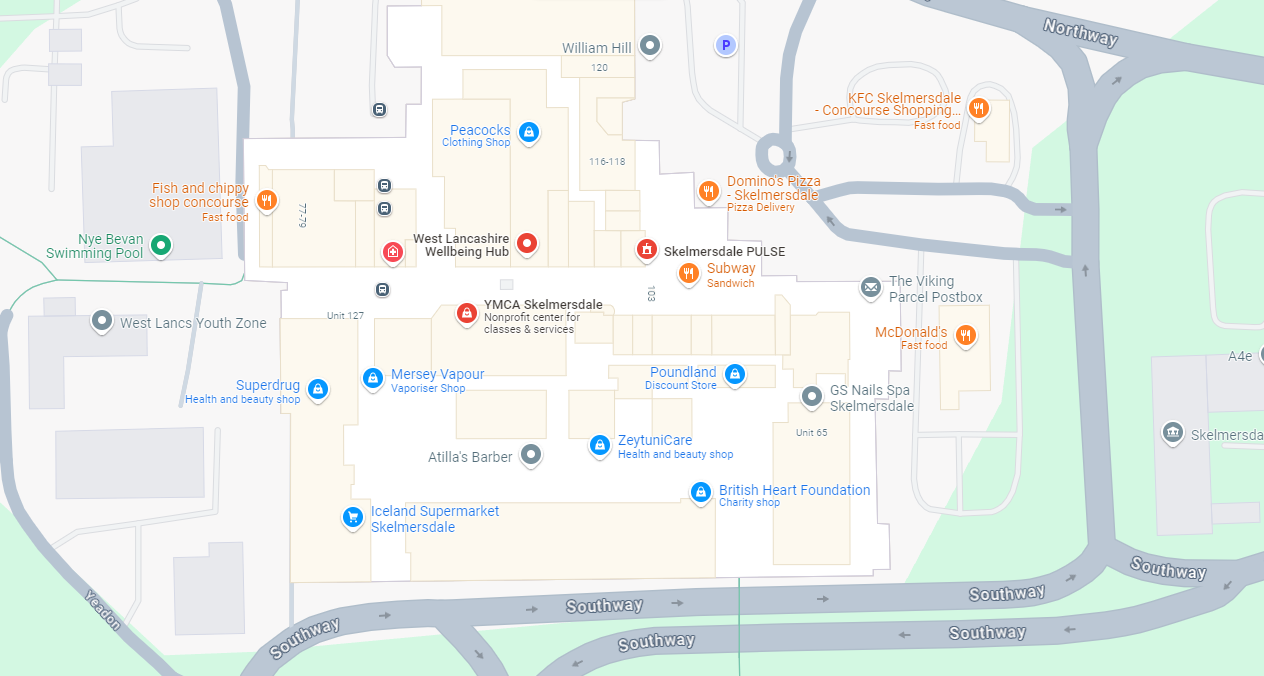 Northway
William Hill
P
120
KFC Skelmersdale
- Concourse Shopping...
Fast food
Peacocks
Clothing Shop
116-118
Domino's Pizza
- Skelmersdale
Pizza Delivery
Fish and chippy
shop concourse
Fast food
77-79
Nye Bevan
Swimming Pool
West Lancashire
Wellbeing Hub
Skelmersdale PULSE
Subway
Sandwich
103
The Viking
Parcel Postbox
YMCA Skelmersdale
Nonprofit center for
classes & services
Unit 127
West Lancs Youth Zone
McDonald's
Fast food
A4e
Mersey Vapour
Vaporiser Shop
Superdrug
Health and beauty shop
Poundland
Discount Store
GS Nails Spa
Skelmersdale
Unit 65
Skelmersda
ZeytuniCare
Health and beauty shop
Atilla's Barber
British Heart Foundation
Charity shop
Iceland Supermarket
Skelmersdale
Yeadon
Southway
Southway
Southway
Southway
Southway
Southway